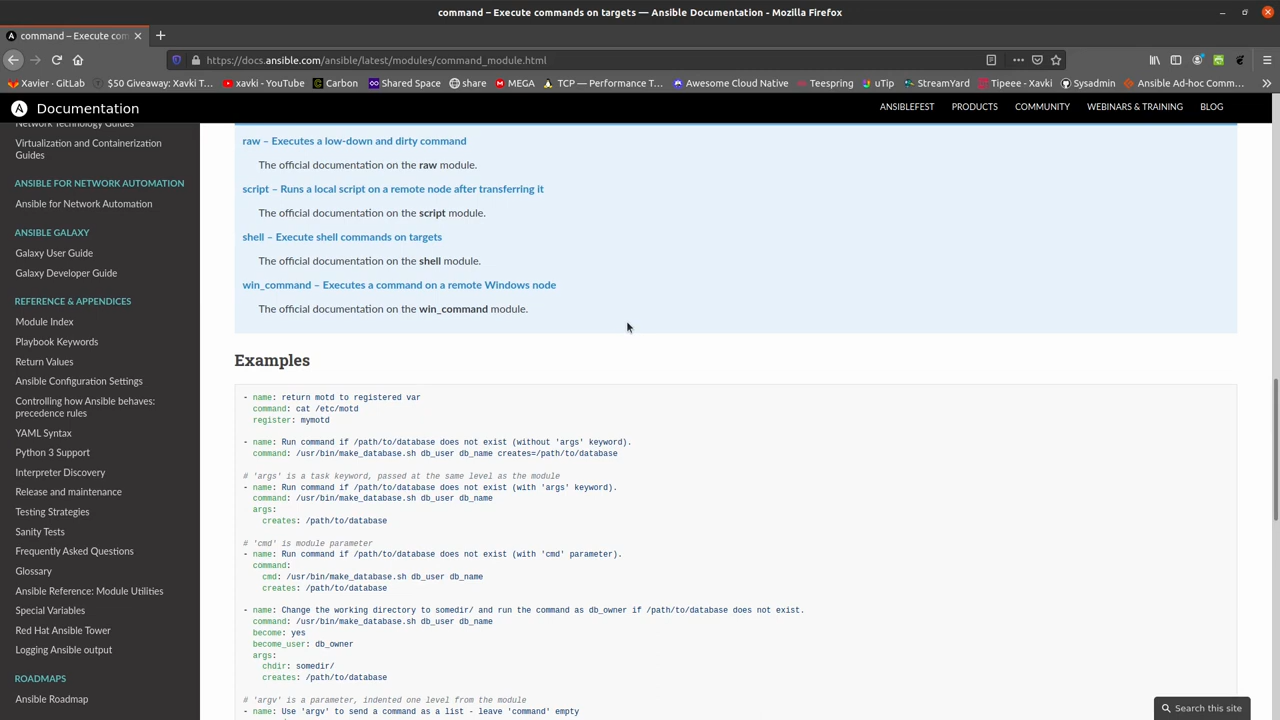 command – Execute commands on targets — Ansible Documentation - Mozilla Firefox
command – Execute com
https://docs.ansible.com/ansible/latest/modules/command_module.html
Xavier · GitLab
$50 Giveaway: Xavki T...
xavki - YouTube
Carbon
Shared Space
share
MEGA
TCP — Performance T...
Awesome Cloud Native
Teespring
uTip
StreamYard
Tipeee - Xavki
Sysadmin
Ansible Ad-hoc Comm...
A Documentation
ANSIBLEFEST
PRODUCTS
COMMUNITY
WEBINARS & TRAINING
BLOG
Network Technology Guides
Virtualization and Containerization
Guides
ANSIBLE FOR NETWORK AUTOMATION
Ansible for Network Automation
ANSIBLE GALAXY
Galaxy User Guide
Galaxy Developer Guide
REFERENCE & APPENDICES
Module Index
Playbook Keywords
Return Values
Ansible Configuration Settings
Controlling how Ansible behaves:
precedence rules
YAML Syntax
Python 3 Support
Interpreter Discovery
Release and maintenance
Testing Strategies
Sanity Tests
Frequently Asked Questions
Glossary
Ansible Reference: Module Utilities
Special Variables
Red Hat Ansible Tower
Logging Ansible output
ROADMAPS
Ansible Roadmap
raw – Executes a low-down and dirty command
The official documentation on the raw module.
script – Runs a local script on a remote node after transferring it
The official documentation on the script module.
shell – Execute shell commands on targets
The official documentation on the shell module.
win_command – Executes a command on a remote Windows node
The official documentation on the win_command module.
Examples
- name: return motd to registered var
command: cat /etc/motd
register: mymotd
- name: Run command if /path/to/database does not exist (without 'args' keyword).
command: /usr/bin/make_database.sh db_user db_name creates=/path/to/database
# 'args' is a task keyword, passed at the same level as the module
- name: Run command if /path/to/database does not exist (with 'args' keyword).
command: /usr/bin/make_database.sh db_user db_name
args:
creates: /path/to/database
# 'cmd' is module parameter
- name: Run command if /path/to/database does not exist (with 'cmd' parameter).
command:
cmd: /usr/bin/make_database.sh db_user db_name
creates: /path/to/database
- name: Change the working directory to somedir/ and run the command as db_owner if /path/to/database does not exist.
command: /usr/bin/make_database.sh db_user db_name
become: yes
become_user: db_owner
args:
chdir: somedir/
creates: /path/to/database
# 'argv' is a parameter, indented one level from the module
- name: Use 'argv' to send a command as a list - leave 'command' empty
Search this site